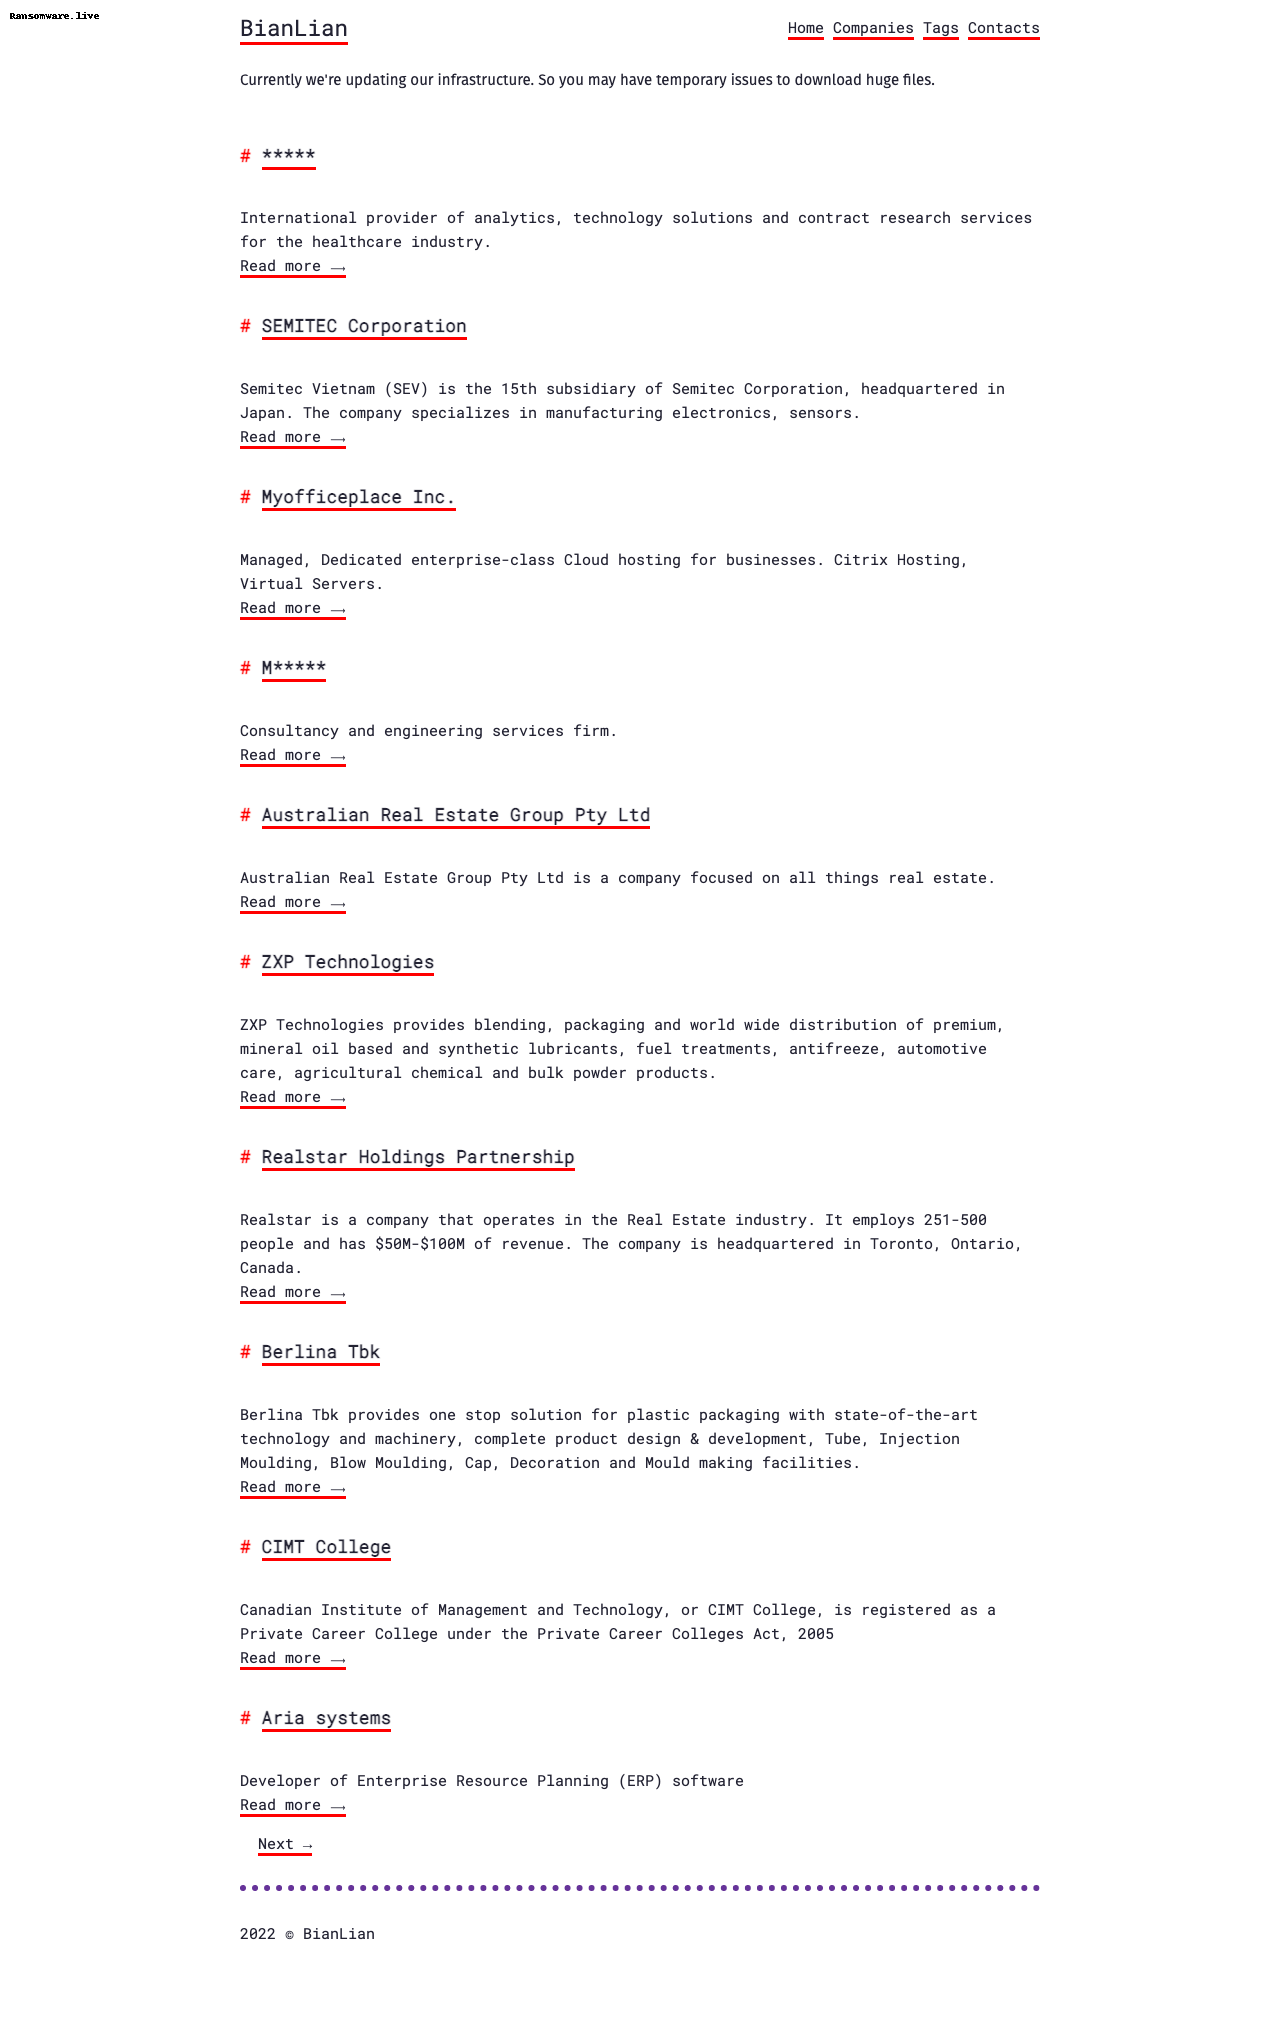 Ransomware.live
BianLian
Home Companies Tags Contacts
Currently we're updating our infrastructure. So you may have temporary issues to download huge files.
# *****
International provider of analytics, technology solutions and contract research services
for the healthcare industry.
Read more ⟶
# SEMITEC Corporation
Semitec Vietnam (SEV) is the 15th subsidiary of Semitec Corporation, headquartered in
Japan. The company specializes in manufacturing electronics, sensors.
Read more ⟶
# Myofficeplace Inc.
Managed, Dedicated enterprise-class Cloud hosting for businesses. Citrix Hosting,
Virtual Servers.
Read more ⟶
# M*****
Consultancy and engineering services firm.
Read more ⟶
# Australian Real Estate Group Pty Ltd
Australian Real Estate Group Pty Ltd is a company focused on all things real estate.
Read more ⟶
# ZXP Technologies
ZXP Technologies provides blending, packaging and world wide distribution of premium,
mineral oil based and synthetic lubricants, fuel treatments, antifreeze, automotive
care, agricultural chemical and bulk powder products.
Read more ⟶
# Realstar Holdings Partnership
Realstar is a company that operates in the Real Estate industry. It employs 251-500
people and has $50M-$100M of revenue. The company is headquartered in Toronto, Ontario,
Canada.
Read more ⟶
# Berlina Tbk
Berlina Tbk provides one stop solution for plastic packaging with state-of-the-art
technology and machinery, complete product design & development, Tube, Injection
Moulding, Blow Moulding, Cap, Decoration and Mould making facilities.
Read more ⟶
# CIMT College
Canadian Institute of Management and Technology, or CIMT College, is registered as a
Private Career College under the Private Career Colleges Act, 2005
Read more ⟶
# Aria systems
Developer of Enterprise Resource Planning (ERP) software
Read more ⟶
Next →
2022 © BianLian